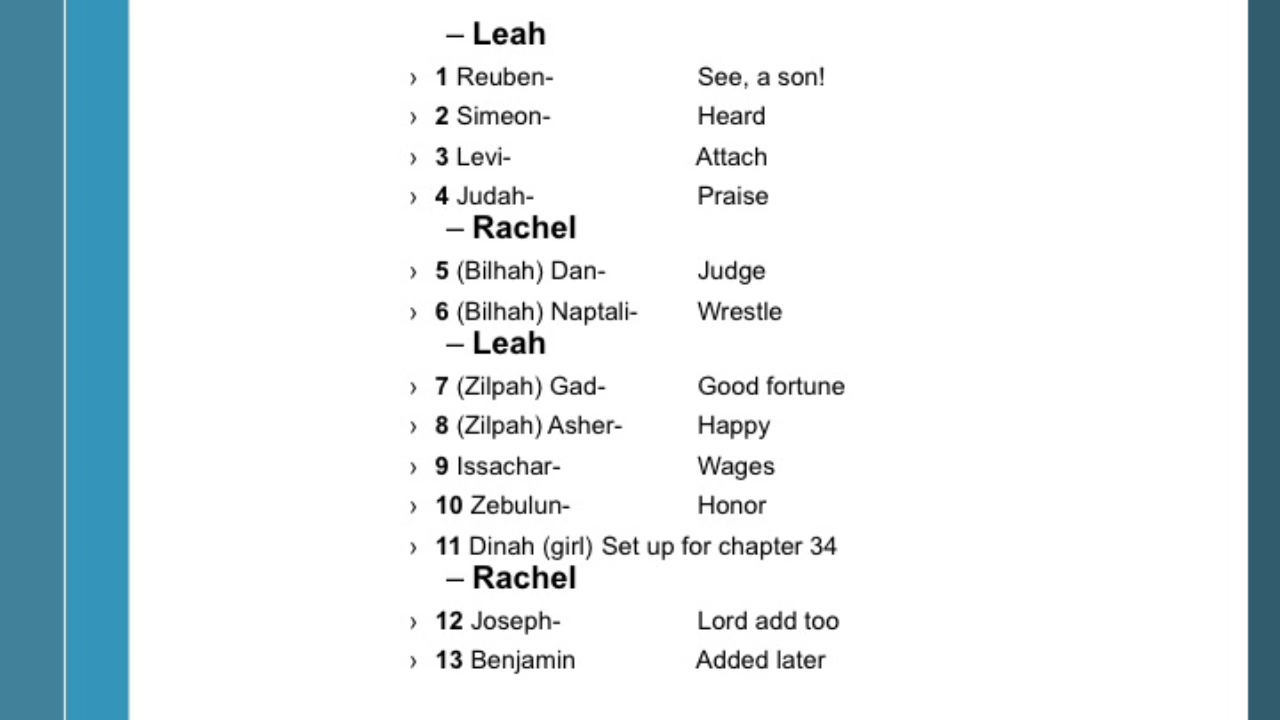 – Leah
› 1 Reuben- See, a son!
› 2 Simeon- Heard
› 3 Levi- Attach
› 4 Judah- Praise
– Rachel
› 5 (Bilhah) Dan- Judge
› 6 (Bilhah) Naptali- Wrestle
– Leah
› 7 (Zilpah) Gad- Good fortune
› 8 (Zilpah) Asher- Happy
› 9 Issachar- Wages
› 10 Zebulun- Honor
› 11 Dinah (girl) Set up for chapter 34
– Rachel
› 12 Joseph- Lord add too
› 13 Benjamin Added later